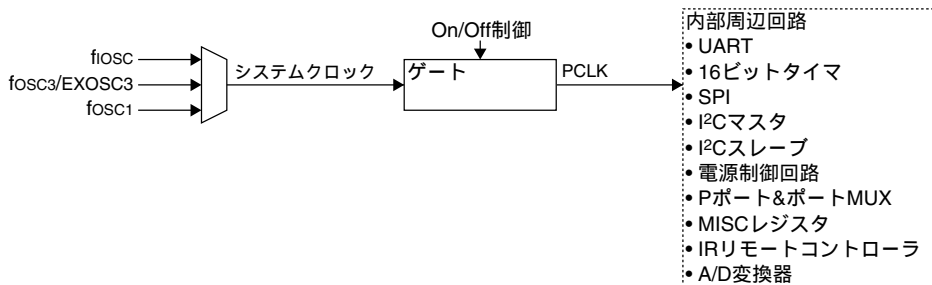 fIOSC
fOSC3/EXOSC3
fOSC1
システムクロック
On/Off制御
ゲート
PCLK
内部周辺回路
• UART
• 16ビットタイマ
• SPI
• I²Cマスタ
• I²Cスレーブ
• 電源制御回路
• Pポート&ポートMUX
• MISCレジスタ
• IRリモートコントローラ
• A/D変換器